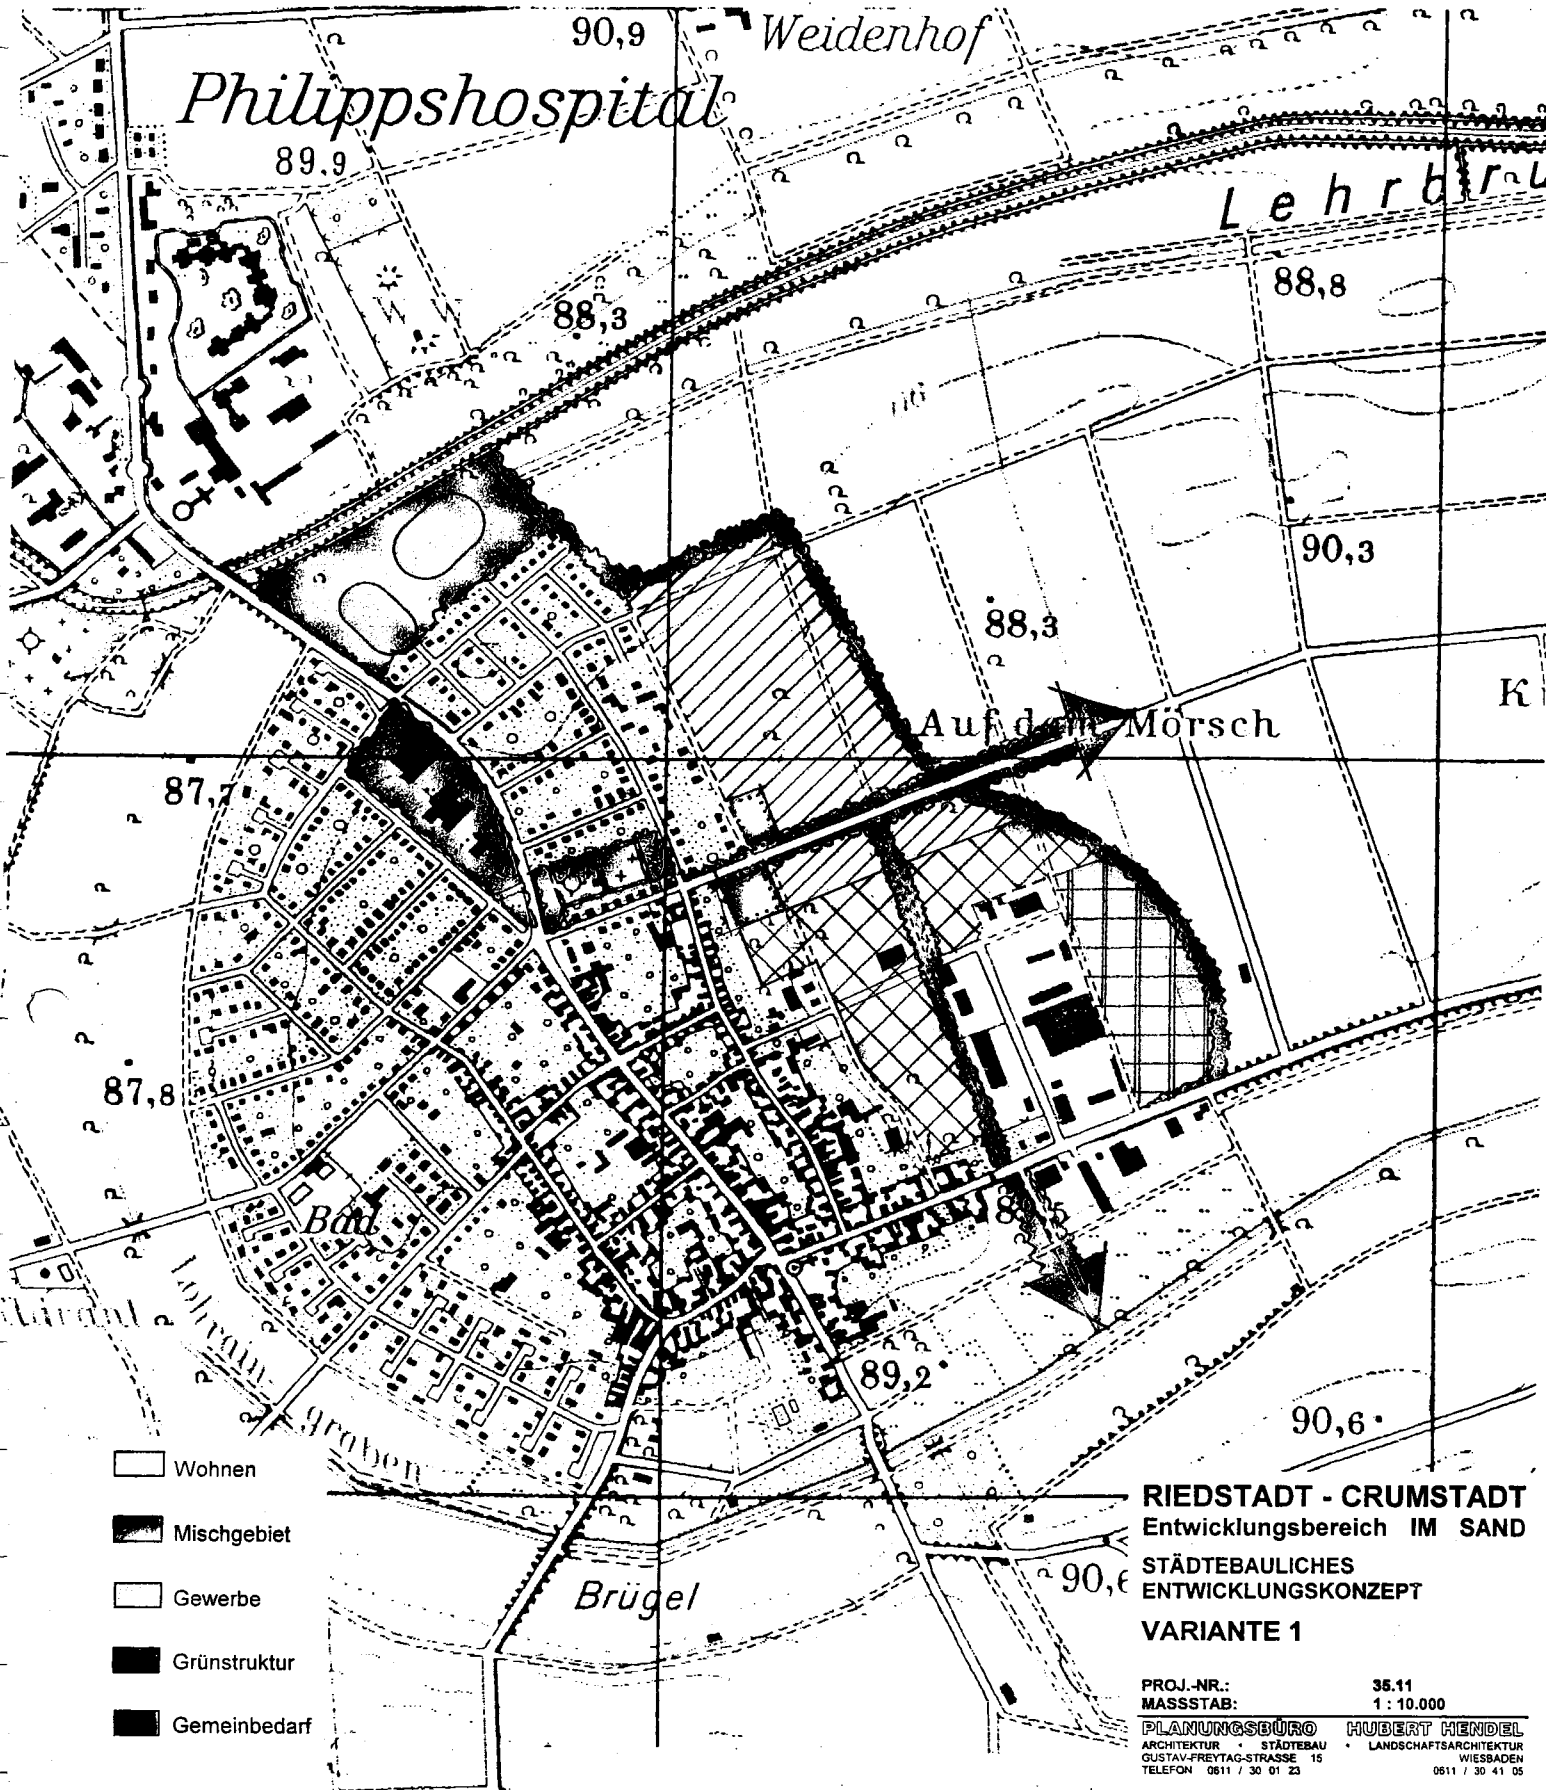 90,9
Weidenhof
Philippshospital
89.9
Lehrbru
88,3
88,8
90,3
88,3
K
Auf dem Mörsch
87,7
87,8
Bad
Lohrain
graben
89,2
90,6
Brügel
90,6
Wohnen
Mischgebiet
Gewerbe
Grünstruktur
Gemeinbedarf
RIEDSTADT - CRUMSTADT
Entwicklungsbereich IM SAND
STÄDTEBAULICHES
ENTWICKLUNGSKONZEPT
VARIANTE 1
PROJ.-NR.: 35.11
MASSSTAB: 1 : 10.000
PLANUNGSBÜRO HUBERT HENDEL
ARCHITEKTUR • STÄDTEBAU • LANDSCHAFTSARCHITEKTUR
GUSTAV-FREYTAG-STRASSE 15 WIESBADEN
TELEFON 0611 / 30 01 23 0611 / 30 41 05